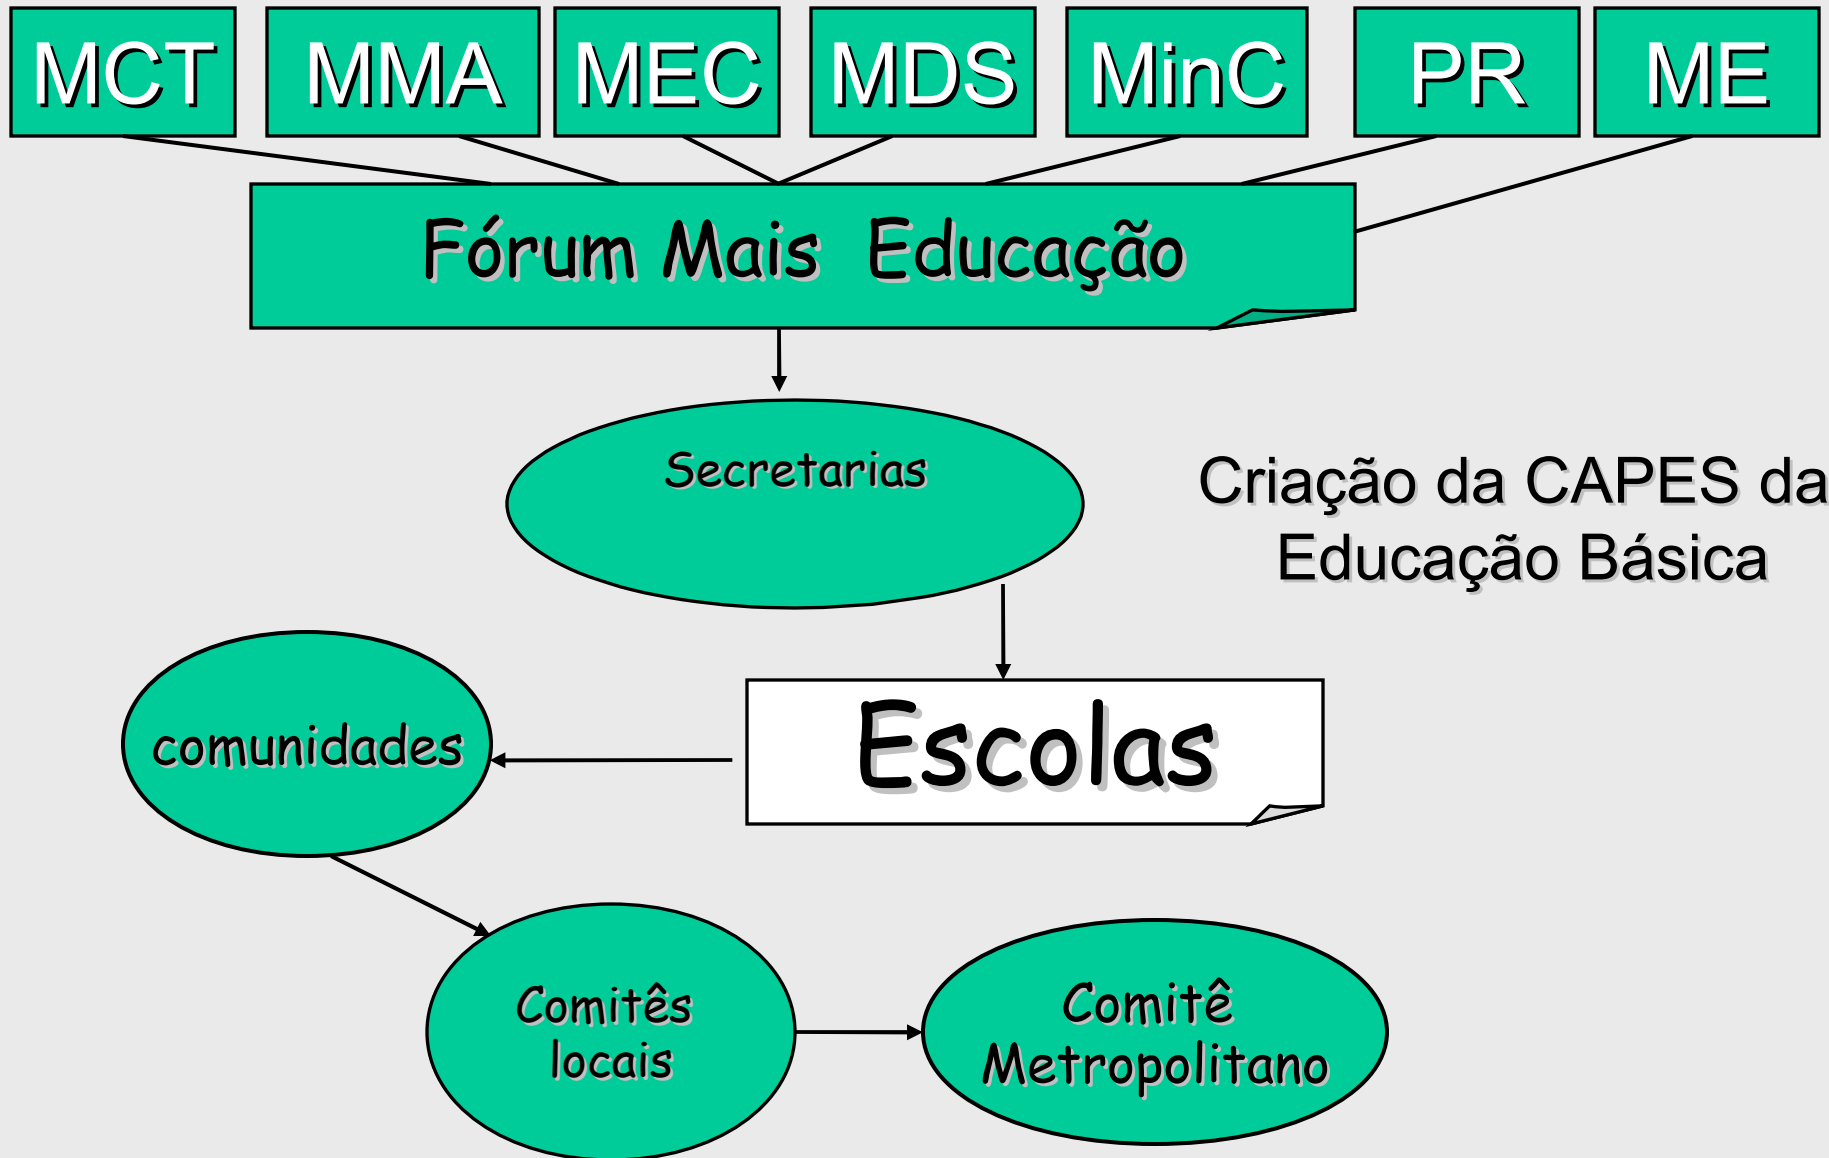 MCT MMA MEC MDS MinC PR ME
Fórum Mais Educação
Secretarias
Criação da CAPES da
Educação Básica
Escolas
comunidades
Comitês
locais
Comitê
Metropolitano